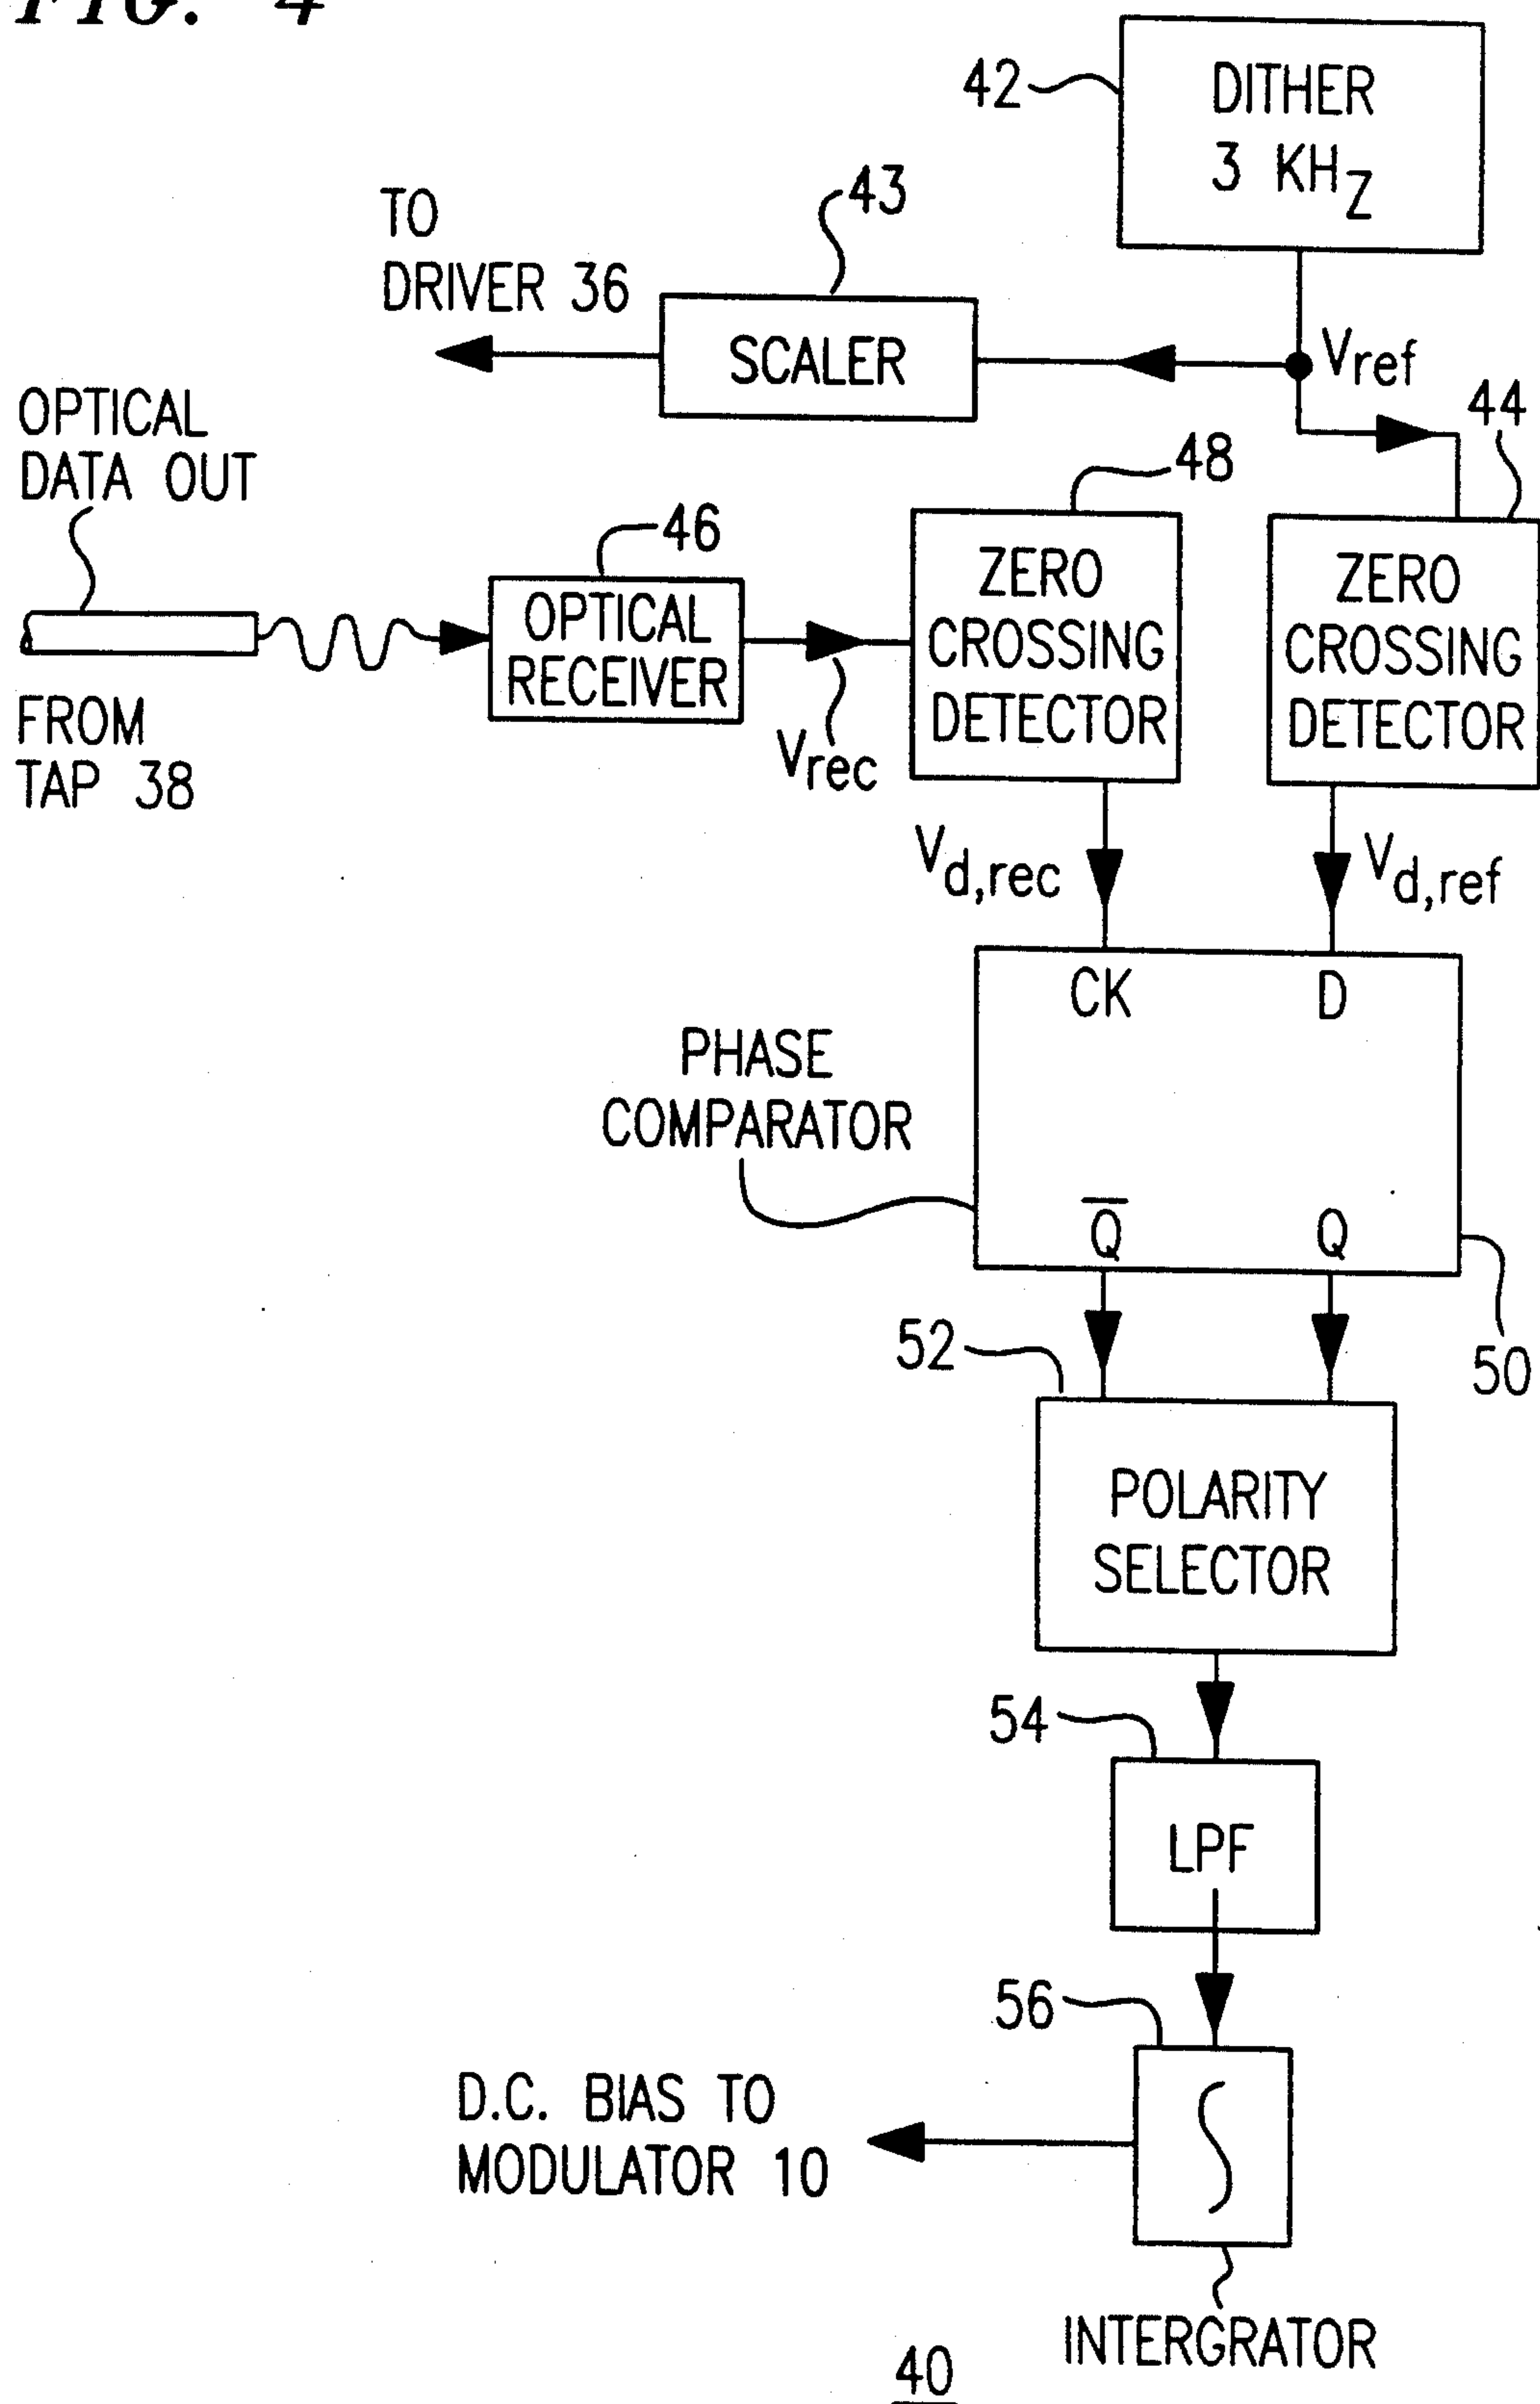 FIG. 4
42
DITHER
3 KHZ
43
TO
DRIVER 36
SCALER
Vref
44
OPTICAL
DATA OUT
48
46
OPTICAL
RECEIVER
ZERO
CROSSING
DETECTOR
ZERO
CROSSING
DETECTOR
FROM
TAP 38
Vrec
Vd,rec
Vd,ref
CK
D
PHASE
COMPARATOR
Q̅
Q
52
50
POLARITY
SELECTOR
54
LPF
56
D.C. BIAS TO
MODULATOR 10
∫
INTERGRATOR
40